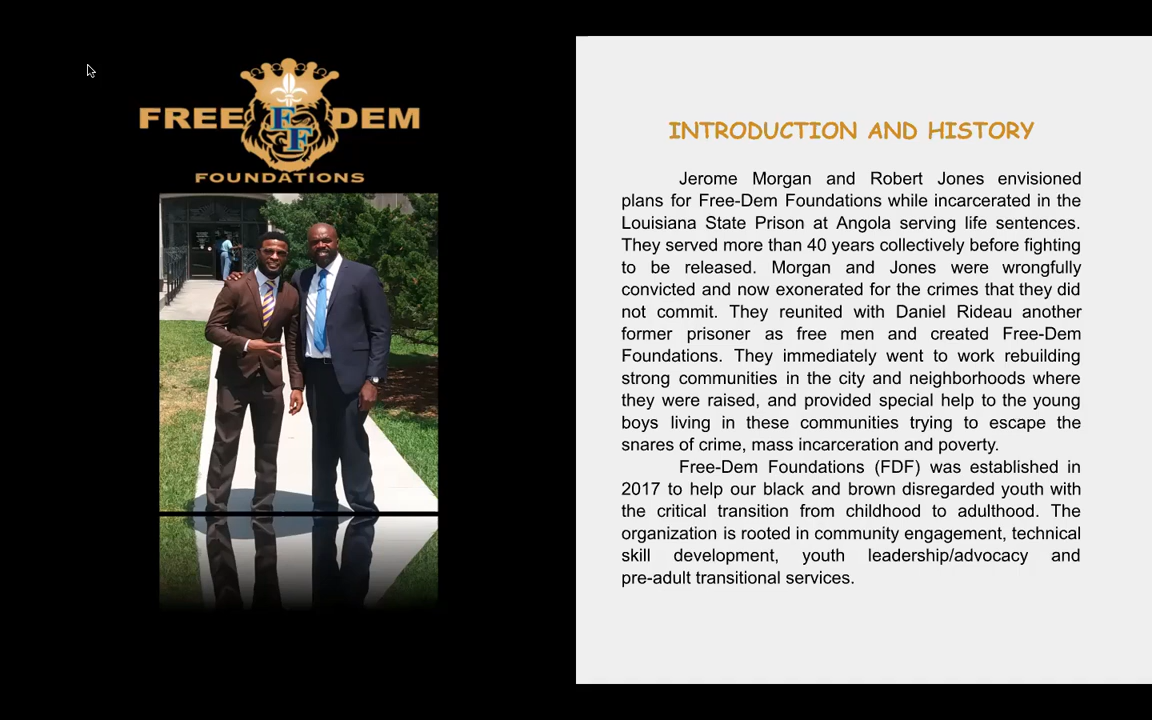 FREE DEM
FF
FOUNDATIONS
INTRODUCTION AND HISTORY
Jerome Morgan and Robert Jones envisioned
plans for Free-Dem Foundations while incarcerated in the
Louisiana State Prison at Angola serving life sentences.
They served more than 40 years collectively before fighting
to be released. Morgan and Jones were wrongfully
convicted and now exonerated for the crimes that they did
not commit. They reunited with Daniel Rideau another
former prisoner as free men and created Free-Dem
Foundations. They immediately went to work rebuilding
strong communities in the city and neighborhoods where
they were raised, and provided special help to the young
boys living in these communities trying to escape the
snares of crime, mass incarceration and poverty.
Free-Dem Foundations (FDF) was established in
2017 to help our black and brown disregarded youth with
the critical transition from childhood to adulthood. The
organization is rooted in community engagement, technical
skill development, youth leadership/advocacy and
pre-adult transitional services.